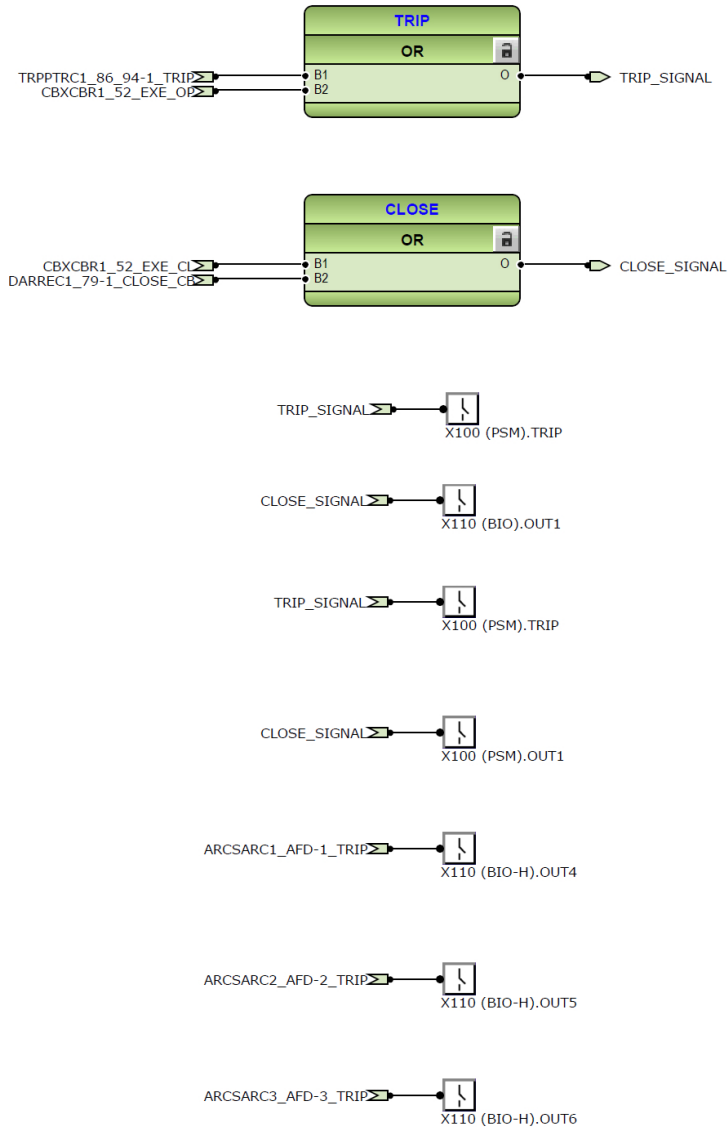 TRIP
OR
TRPPTRC1_86_94-1_TRIP B1 O TRIP_SIGNAL
CBXCBR1_52_EXE_OP B2
CLOSE
OR
CBXCBR1_52_EXE_CL B1 O CLOSE_SIGNAL
DARREC1_79-1_CLOSE_CB B2
TRIP_SIGNAL
X100 (PSM).TRIP
CLOSE_SIGNAL
X110 (BIO).OUT1
TRIP_SIGNAL
X100 (PSM).TRIP
CLOSE_SIGNAL
X100 (PSM).OUT1
ARCSARC1_AFD-1_TRIP
X110 (BIO-H).OUT4
ARCSARC2_AFD-2_TRIP
X110 (BIO-H).OUT5
ARCSARC3_AFD-3_TRIP
X110 (BIO-H).OUT6